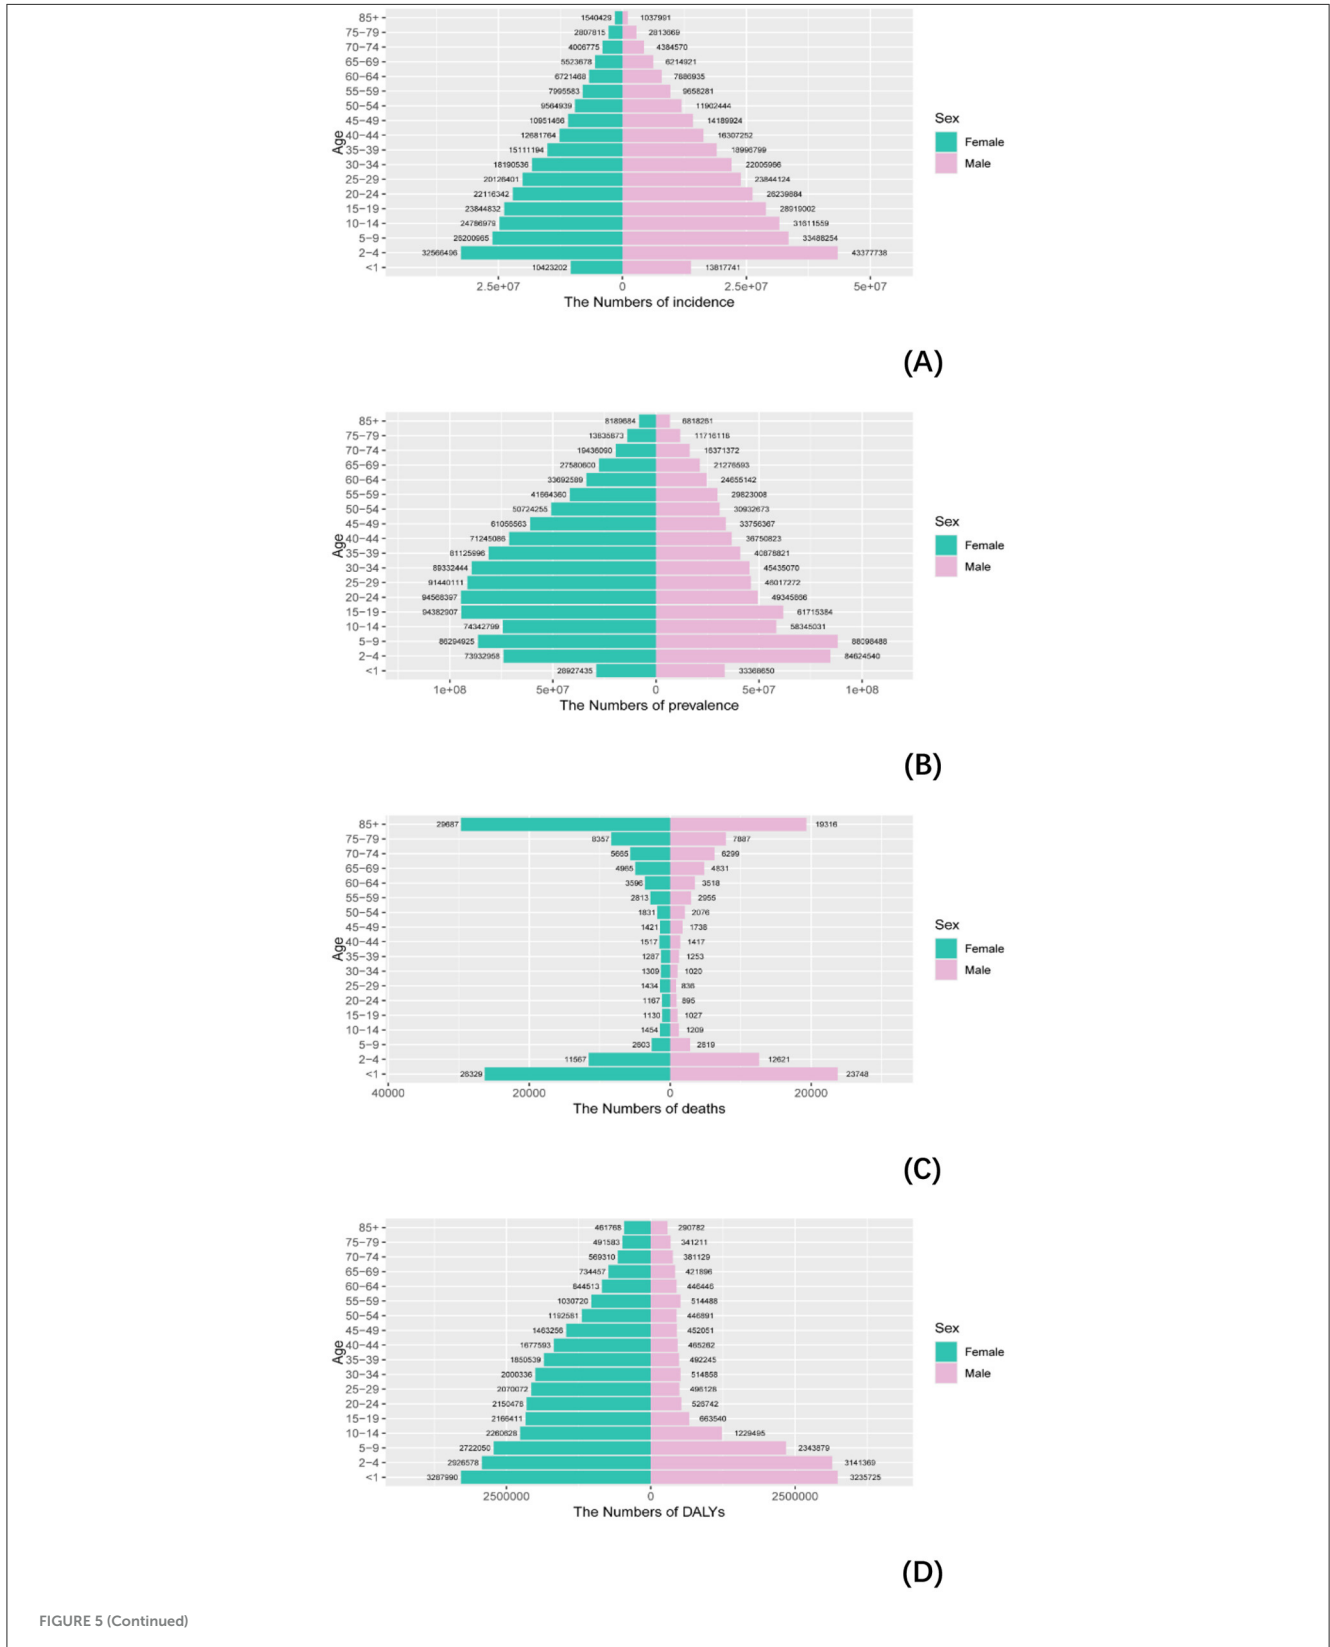 85+ 1540429 1037991
75-79 2807815 2813669
70-74 4006775 4384570
65-69 5523678 6214921
60-64 6721468 7886935
55-59 7995583 9658281
50-54 9564939 11902444
45-49 10951466 14189924
40-44 12681764 16307252
35-39 15111194 18996799
30-34 18190536 22005986
25-29 20126401 23844124
20-24 22116342 26239884
15-19 23844832 28919002
10-14 24786979 31611559
5-9 26200965 33488254
2-4 32566496 43377738
<1 10423202 13817741
Age
2.5e+07 0 2.5e+07 5e+07
The Numbers of incidence
Sex
Female
Male
(A)
85+ 8189684 6818261
75-79 13835873 11716118
70-74 19436090 16371372
65-69 27580600 21276593
60-64 33692589 24655142
55-59 41664360 29823008
50-54 50724255 30932673
45-49 61055563 33756367
40-44 71245086 36750823
35-39 81125996 40878821
30-34 89332444 45435070
25-29 91440111 46017272
20-24 94568397 49345866
15-19 94382907 61715384
10-14 74342799 58345031
5-9 86294925 88098488
2-4 73932958 84624540
<1 28927435 33368650
Age
1e+08 5e+07 0 5e+07 1e+08
The Numbers of prevalence
Sex
Female
Male
(B)
85+ 29687 19316
75-79 8357 7887
70-74 5665 6299
65-69 4965 4831
60-64 3596 3518
55-59 2813 2955
50-54 1831 2076
45-49 1421 1738
40-44 1517 1417
35-39 1287 1253
30-34 1309 1020
25-29 1434 836
20-24 1167 895
15-19 1130 1027
10-14 1454 1209
5-9 2603 2819
2-4 11567 12621
<1 26329 23748
Age
40000 20000 0 20000
The Numbers of deaths
Sex
Female
Male
(C)
85+ 461768 290782
75-79 491583 341211
70-74 569310 381129
65-69 734457 421896
60-64 844513 446446
55-59 1030720 514488
50-54 1192561 446891
45-49 1463256 452051
40-44 1677593 465262
35-39 1850539 492245
30-34 2000336 514858
25-29 2070072 496128
20-24 2150476 526742
15-19 2166411 663540
10-14 2260628 1229495
5-9 2722050 2343879
2-4 2926578 3141369
<1 3287990 3235725
Age
2500000 0 2500000
The Numbers of DALYs
Sex
Female
Male
(D)
FIGURE 5 (Continued)